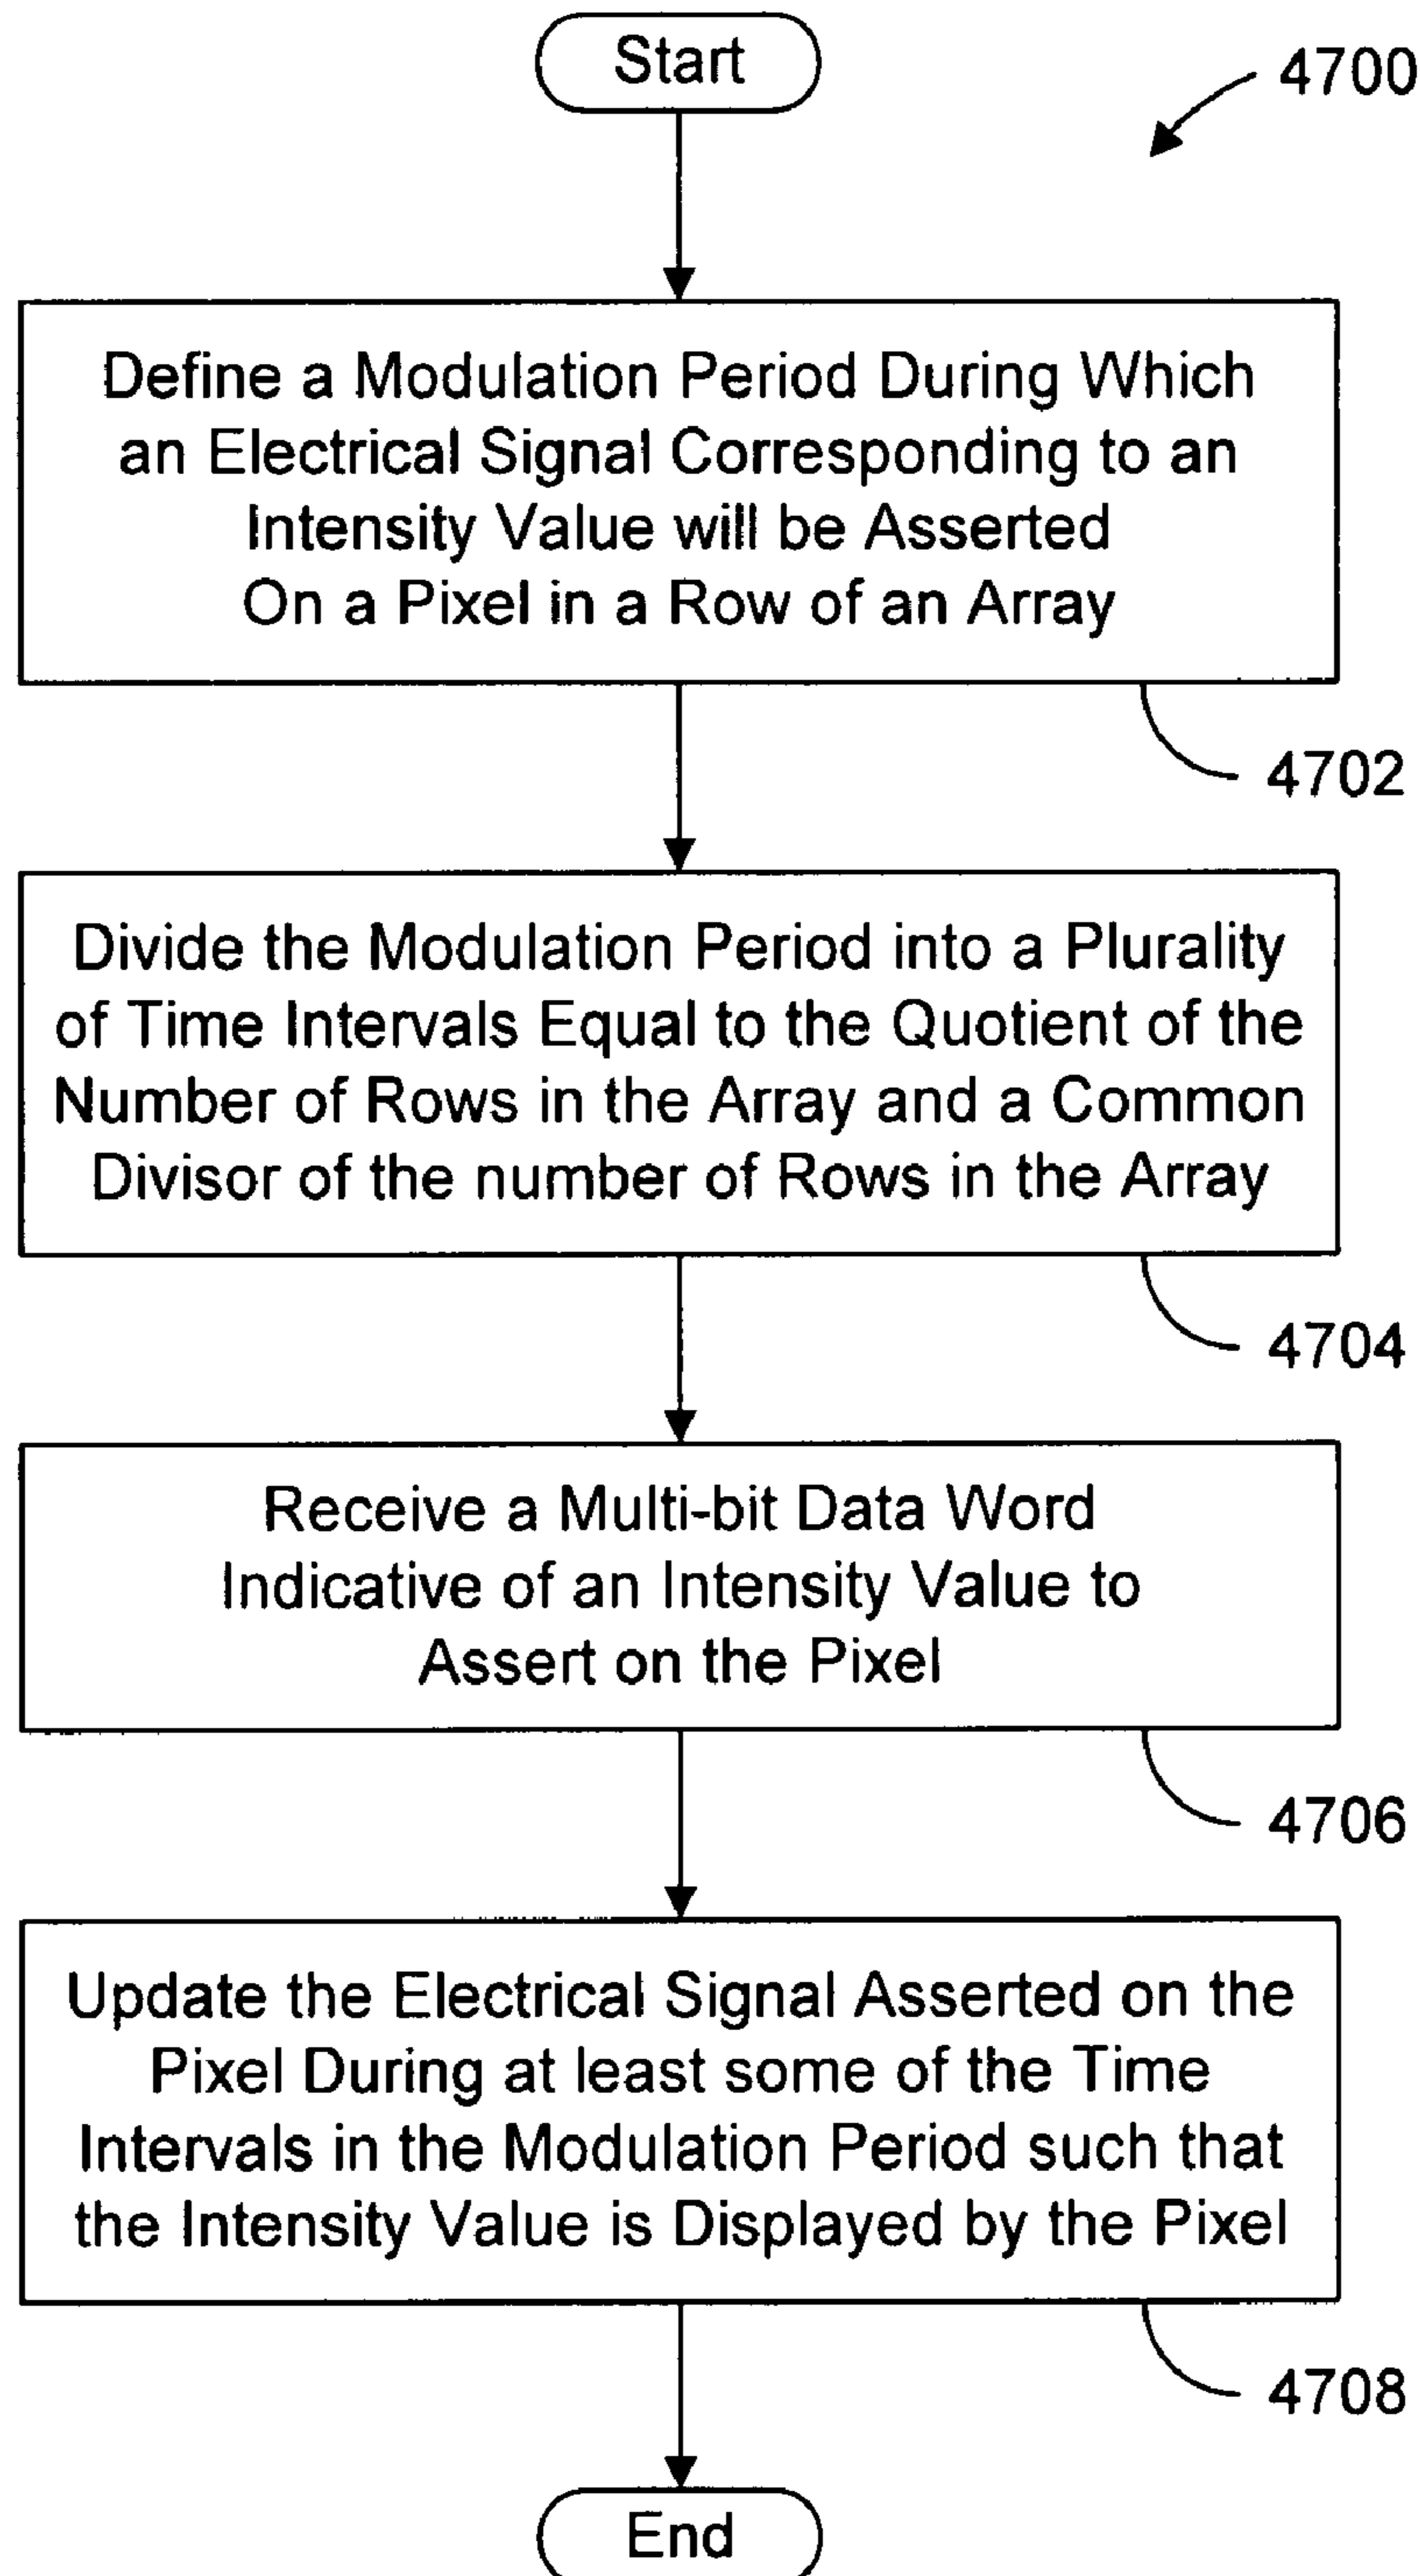 Start
4700
Define a Modulation Period During Which
an Electrical Signal Corresponding to an
Intensity Value will be Asserted
On a Pixel in a Row of an Array
4702
Divide the Modulation Period into a Plurality
of Time Intervals Equal to the Quotient of the
Number of Rows in the Array and a Common
Divisor of the number of Rows in the Array
4704
Receive a Multi-bit Data Word
Indicative of an Intensity Value to
Assert on the Pixel
4706
Update the Electrical Signal Asserted on the
Pixel During at least some of the Time
Intervals in the Modulation Period such that
the Intensity Value is Displayed by the Pixel
4708
End